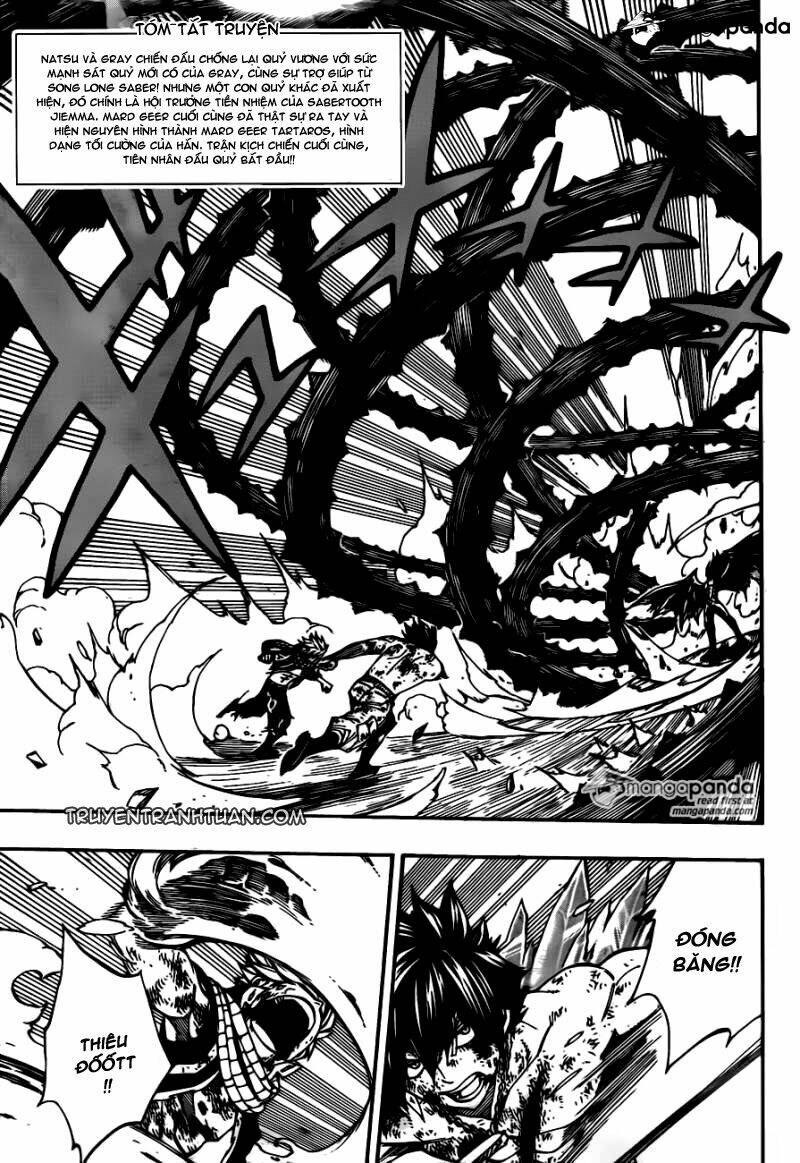 mangapanda
TÓM TẮT TRUYỆN
NATSU VÀ GRAY CHIẾN ĐẤU CHỐNG LẠI QUỶ VƯƠNG VỚI SỨC
MẠNH SÁT QUỶ MỚI CÓ CỦA GRAY, CÙNG SỰ TRỢ GIÚP TỪ
SONG LONG SABER! NHƯNG MỘT CON QUỶ KHÁC ĐÃ XUẤT
HIỆN, ĐÓ CHÍNH LÀ HỘI TRƯỞNG TIỀN NHIỆM CỦA SABERTOOTH
JIEMMA. MARD GEER CUỐI CÙNG ĐÃ THẬT SỰ RA TAY VÀ
HIỆN NGUYÊN HÌNH THÀNH MARD GEER TARTAROS, HÌNH
DẠNG TỐI CƯỜNG CỦA HẮN. TRẬN KỊCH CHIẾN CUỐI CÙNG,
TIÊN NHÂN ĐẤU QUỶ BẮT ĐẦU!!
mangapanda
read first at
mangapanda.com
TRUYENTRANHTUAN.COM
ĐÓNG
BĂNG!!
THIÊU
ĐỐỐTT
!!